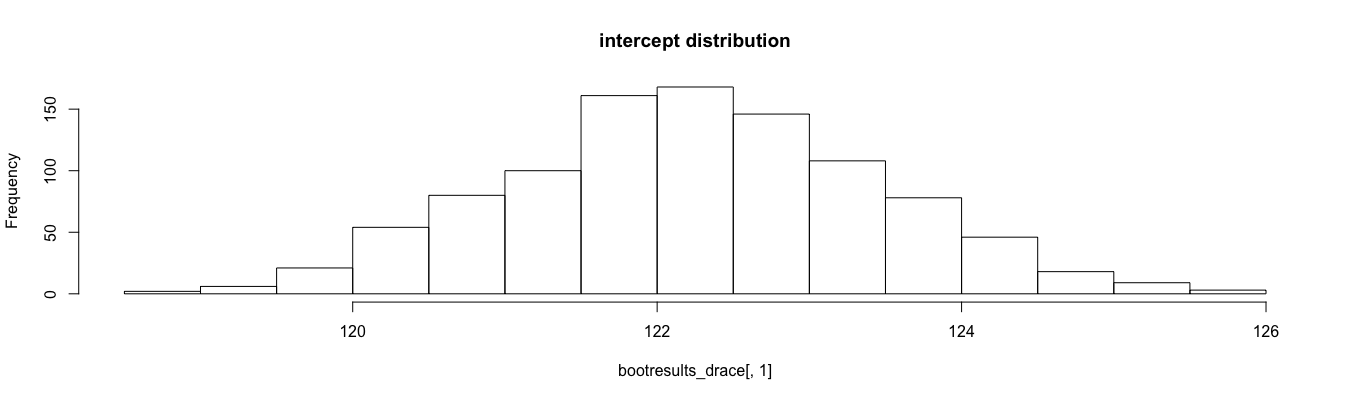 intercept distribution
Frequency
150
100
50
0
120 122 124 126
bootresults_drace[, 1]